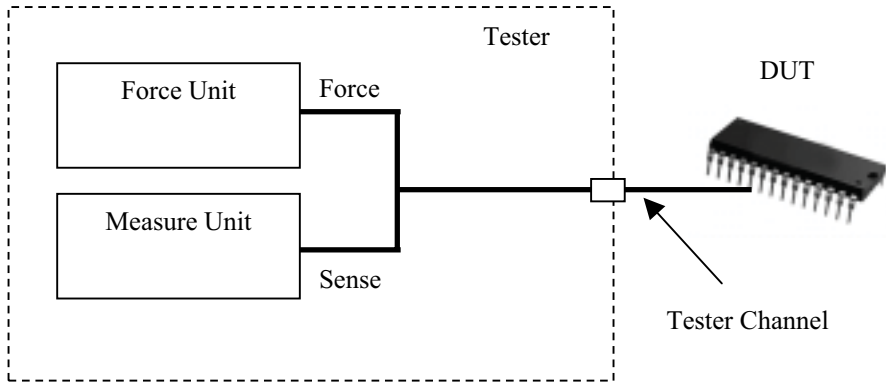 Tester
DUT
Force Unit
Force
Measure Unit
Sense
Tester Channel